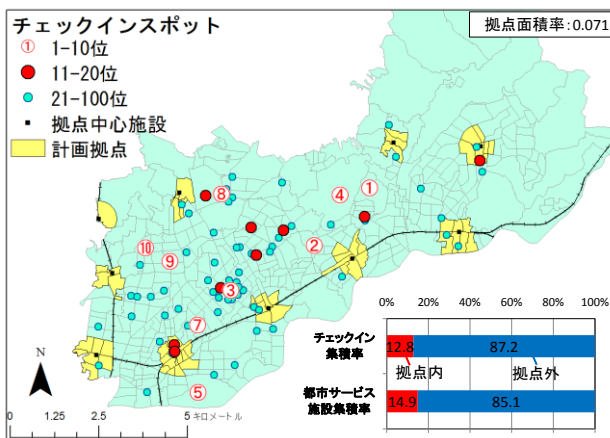 チェックインスポット
① 1-10位
11-20位
21-100位
拠点中心施設
計画拠点
拠点面積率:0.071
④ ①
⑧
②
⑩
⑨
③
⑦
⑤
N
0 1.25 2.5 5 キロメートル
0% 20% 40% 60% 80% 100%
チェックイン
集積率
12.8 87.2
拠点内 拠点外
都市サービス
施設集積率
14.9 85.1